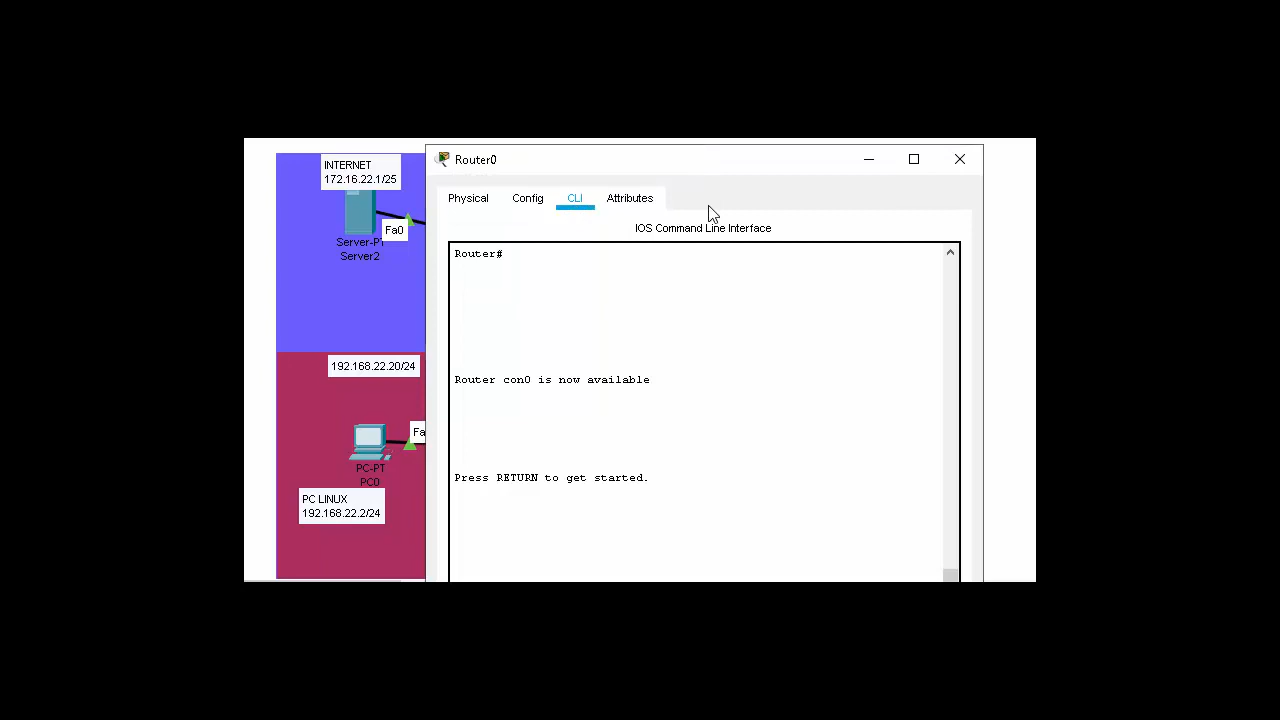 INTERNET
172.16.22.1/25
Fa0
Server-PT
Server2
192.168.22.20/24
Fa
PC-PT
PC0
PC LINUX
192.168.22.2/24
Router0
Physical Config CLI Attributes
IOS Command Line Interface
Router#
Router con0 is now available
Press RETURN to get started.